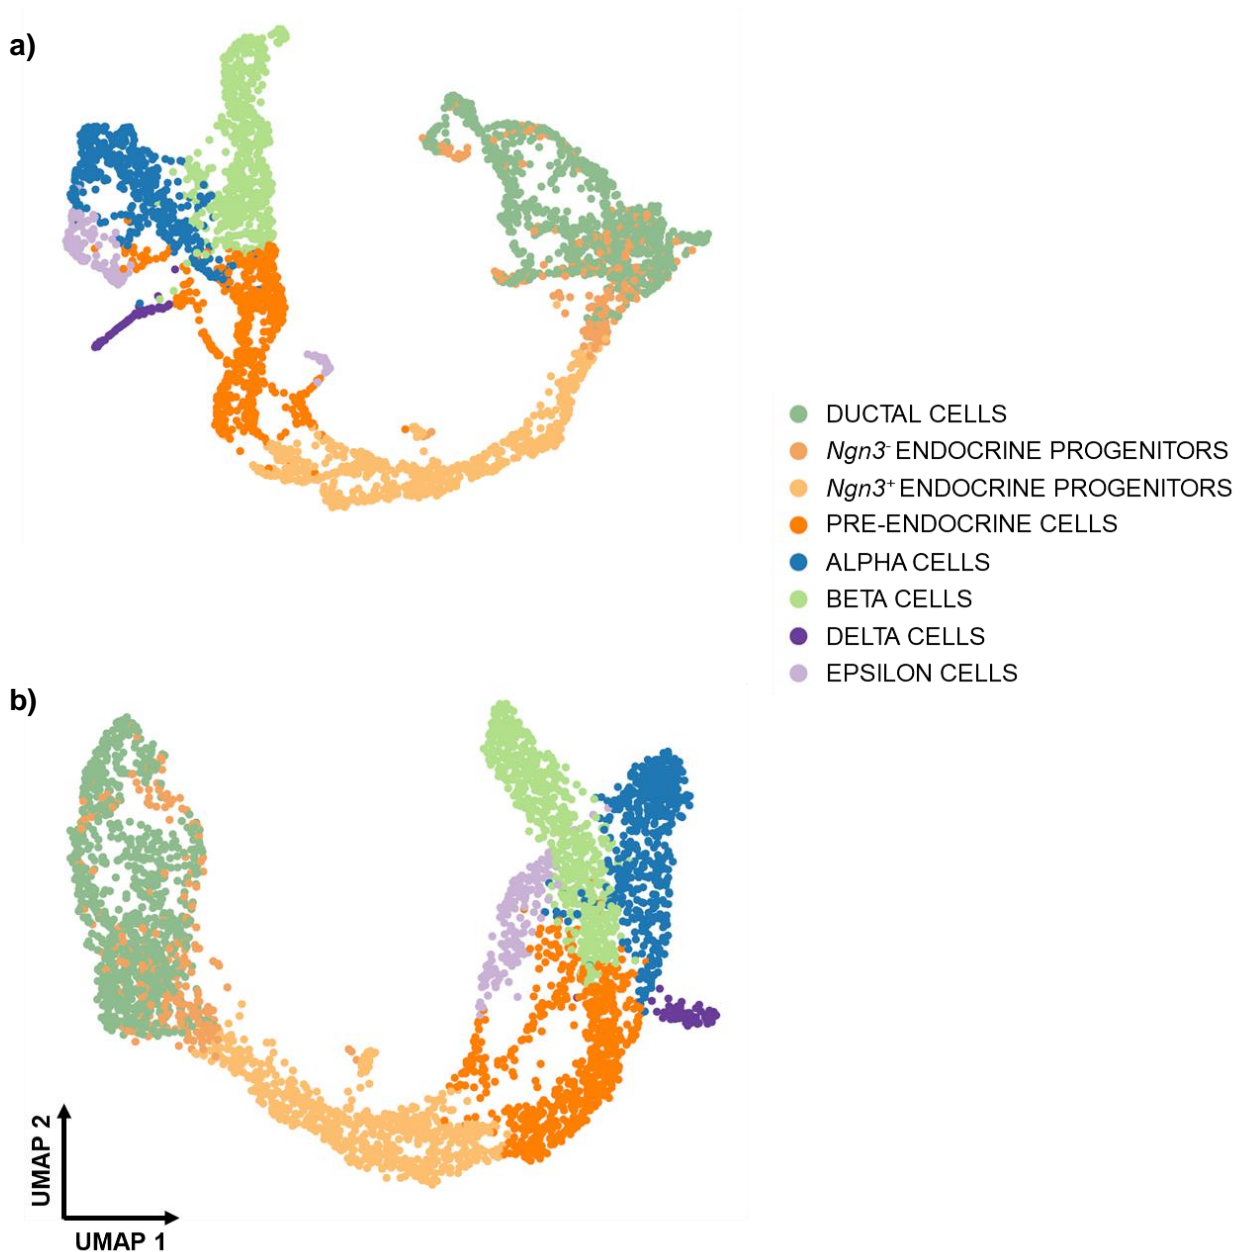 a)
DUCTAL CELLS
Ngn3- ENDOCRINE PROGENITORS
Ngn3+ ENDOCRINE PROGENITORS
PRE-ENDOCRINE CELLS
ALPHA CELLS
BETA CELLS
DELTA CELLS
EPSILON CELLS
b)
UMAP 2
UMAP 1